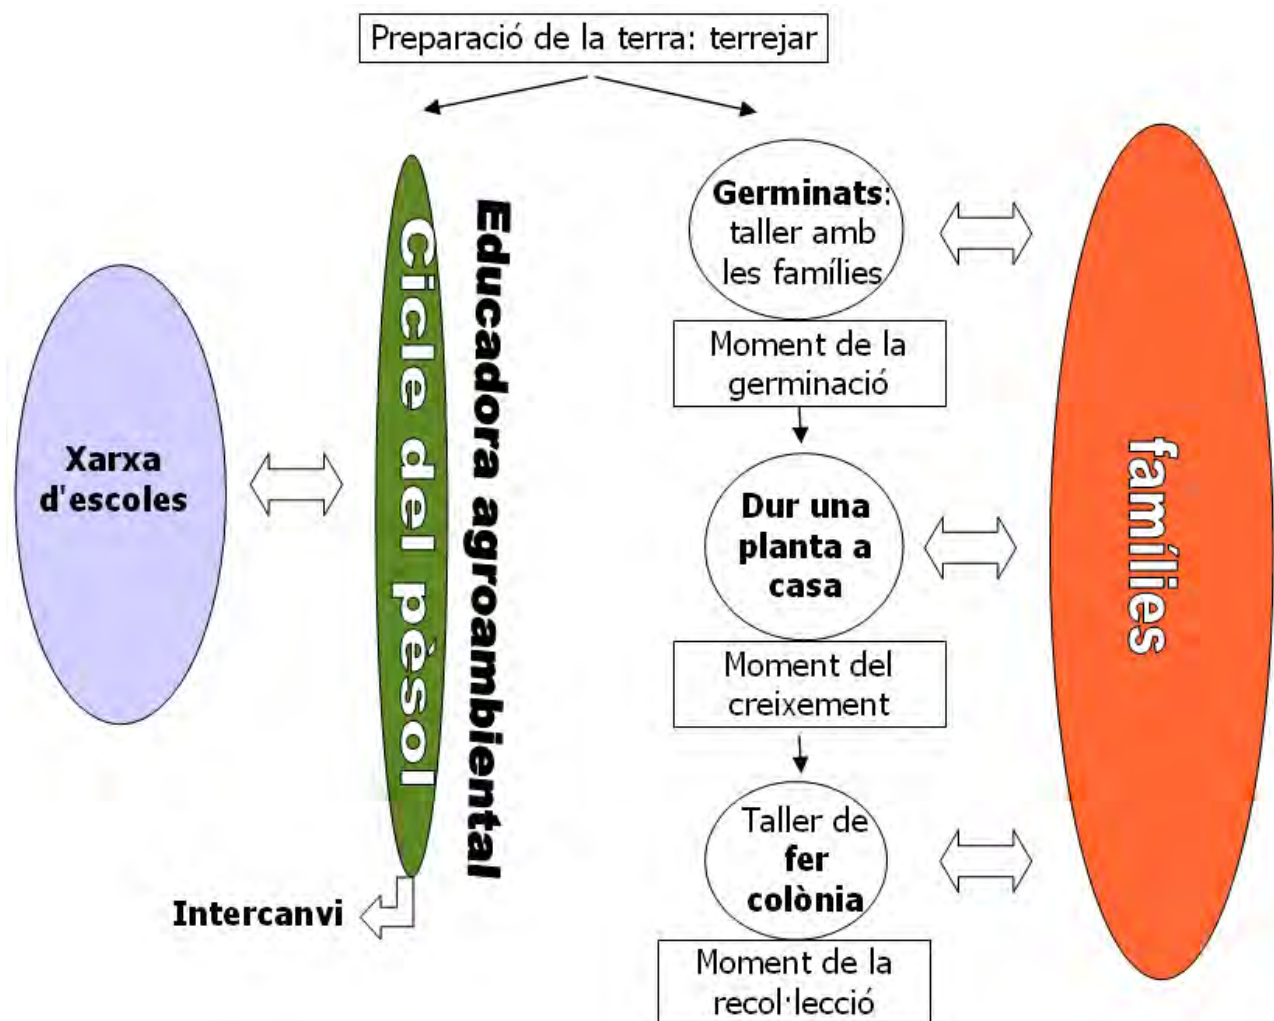 Preparació de la terra: terrejar
Germinats:
taller amb
les famílies
Moment de la
germinació
Cicle del pèsol
Educadora agroambiental
Xarxa
d'escoles
Dur una
planta a
casa
famílies
Moment del
creixement
Taller de
fer
colònia
Intercanvi
Moment de la
recol·lecció